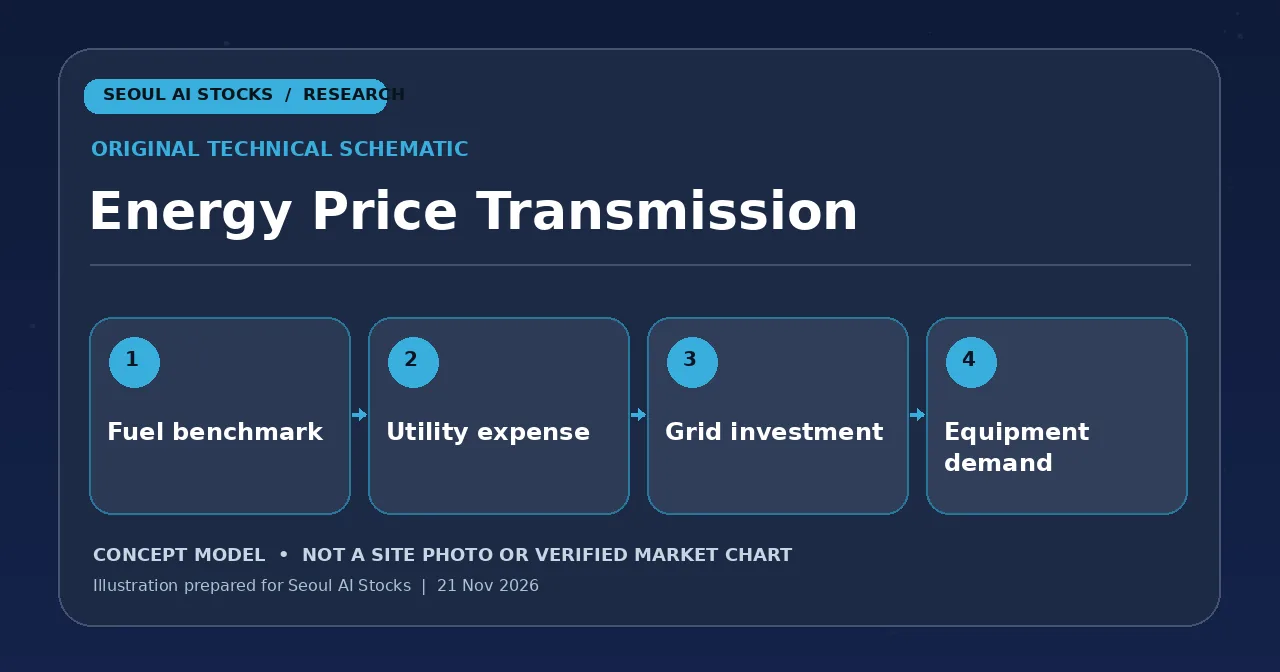 SEOUL AI STOCKS / RESEARCH
ORIGINAL TECHNICAL SCHEMATIC
Energy Price Transmission
1
Fuel benchmark
2
Utility expense
3
Grid investment
4
Equipment
demand
CONCEPT MODEL • NOT A SITE PHOTO OR VERIFIED MARKET CHART
Illustration prepared for Seoul AI Stocks | 21 Nov 2026